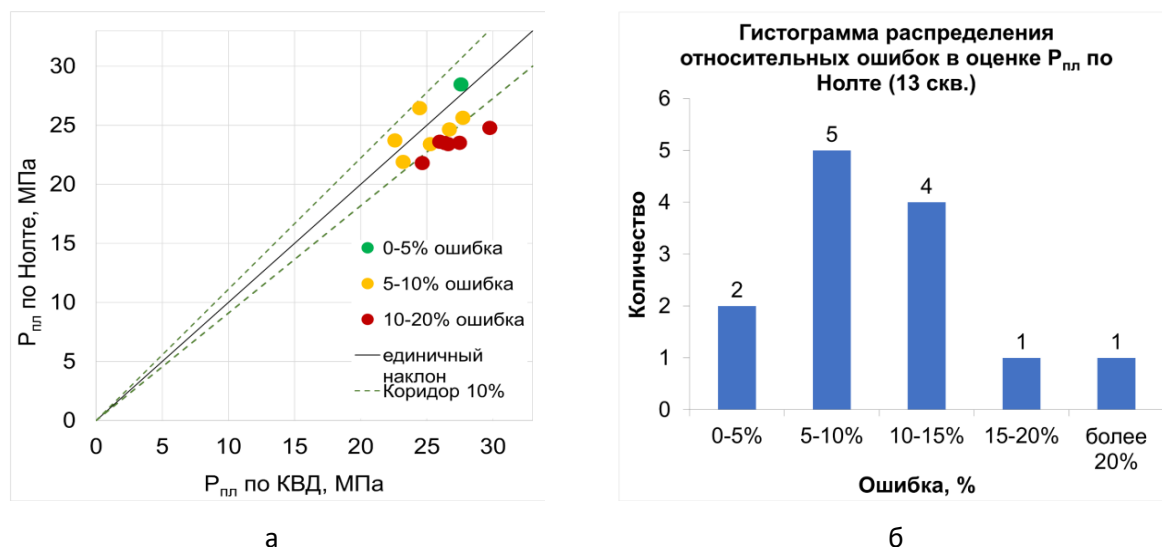 30
25
20
15
10
5
0
0 5 10 15 20 25 30
P_пл по Нолте, МПа
P_пл по КВД, МПа
0-5% ошибка
5-10% ошибка
10-20% ошибка
единичный
наклон
Коридор 10%
а
Гистограмма распределения
относительных ошибок в оценке P_пл по
Нолте (13 скв.)
6
5
4
3
2
1
0
Количество
2
5
4
1
1
0-5% 5-10% 10-15% 15-20% более
20%
Ошибка, %
б